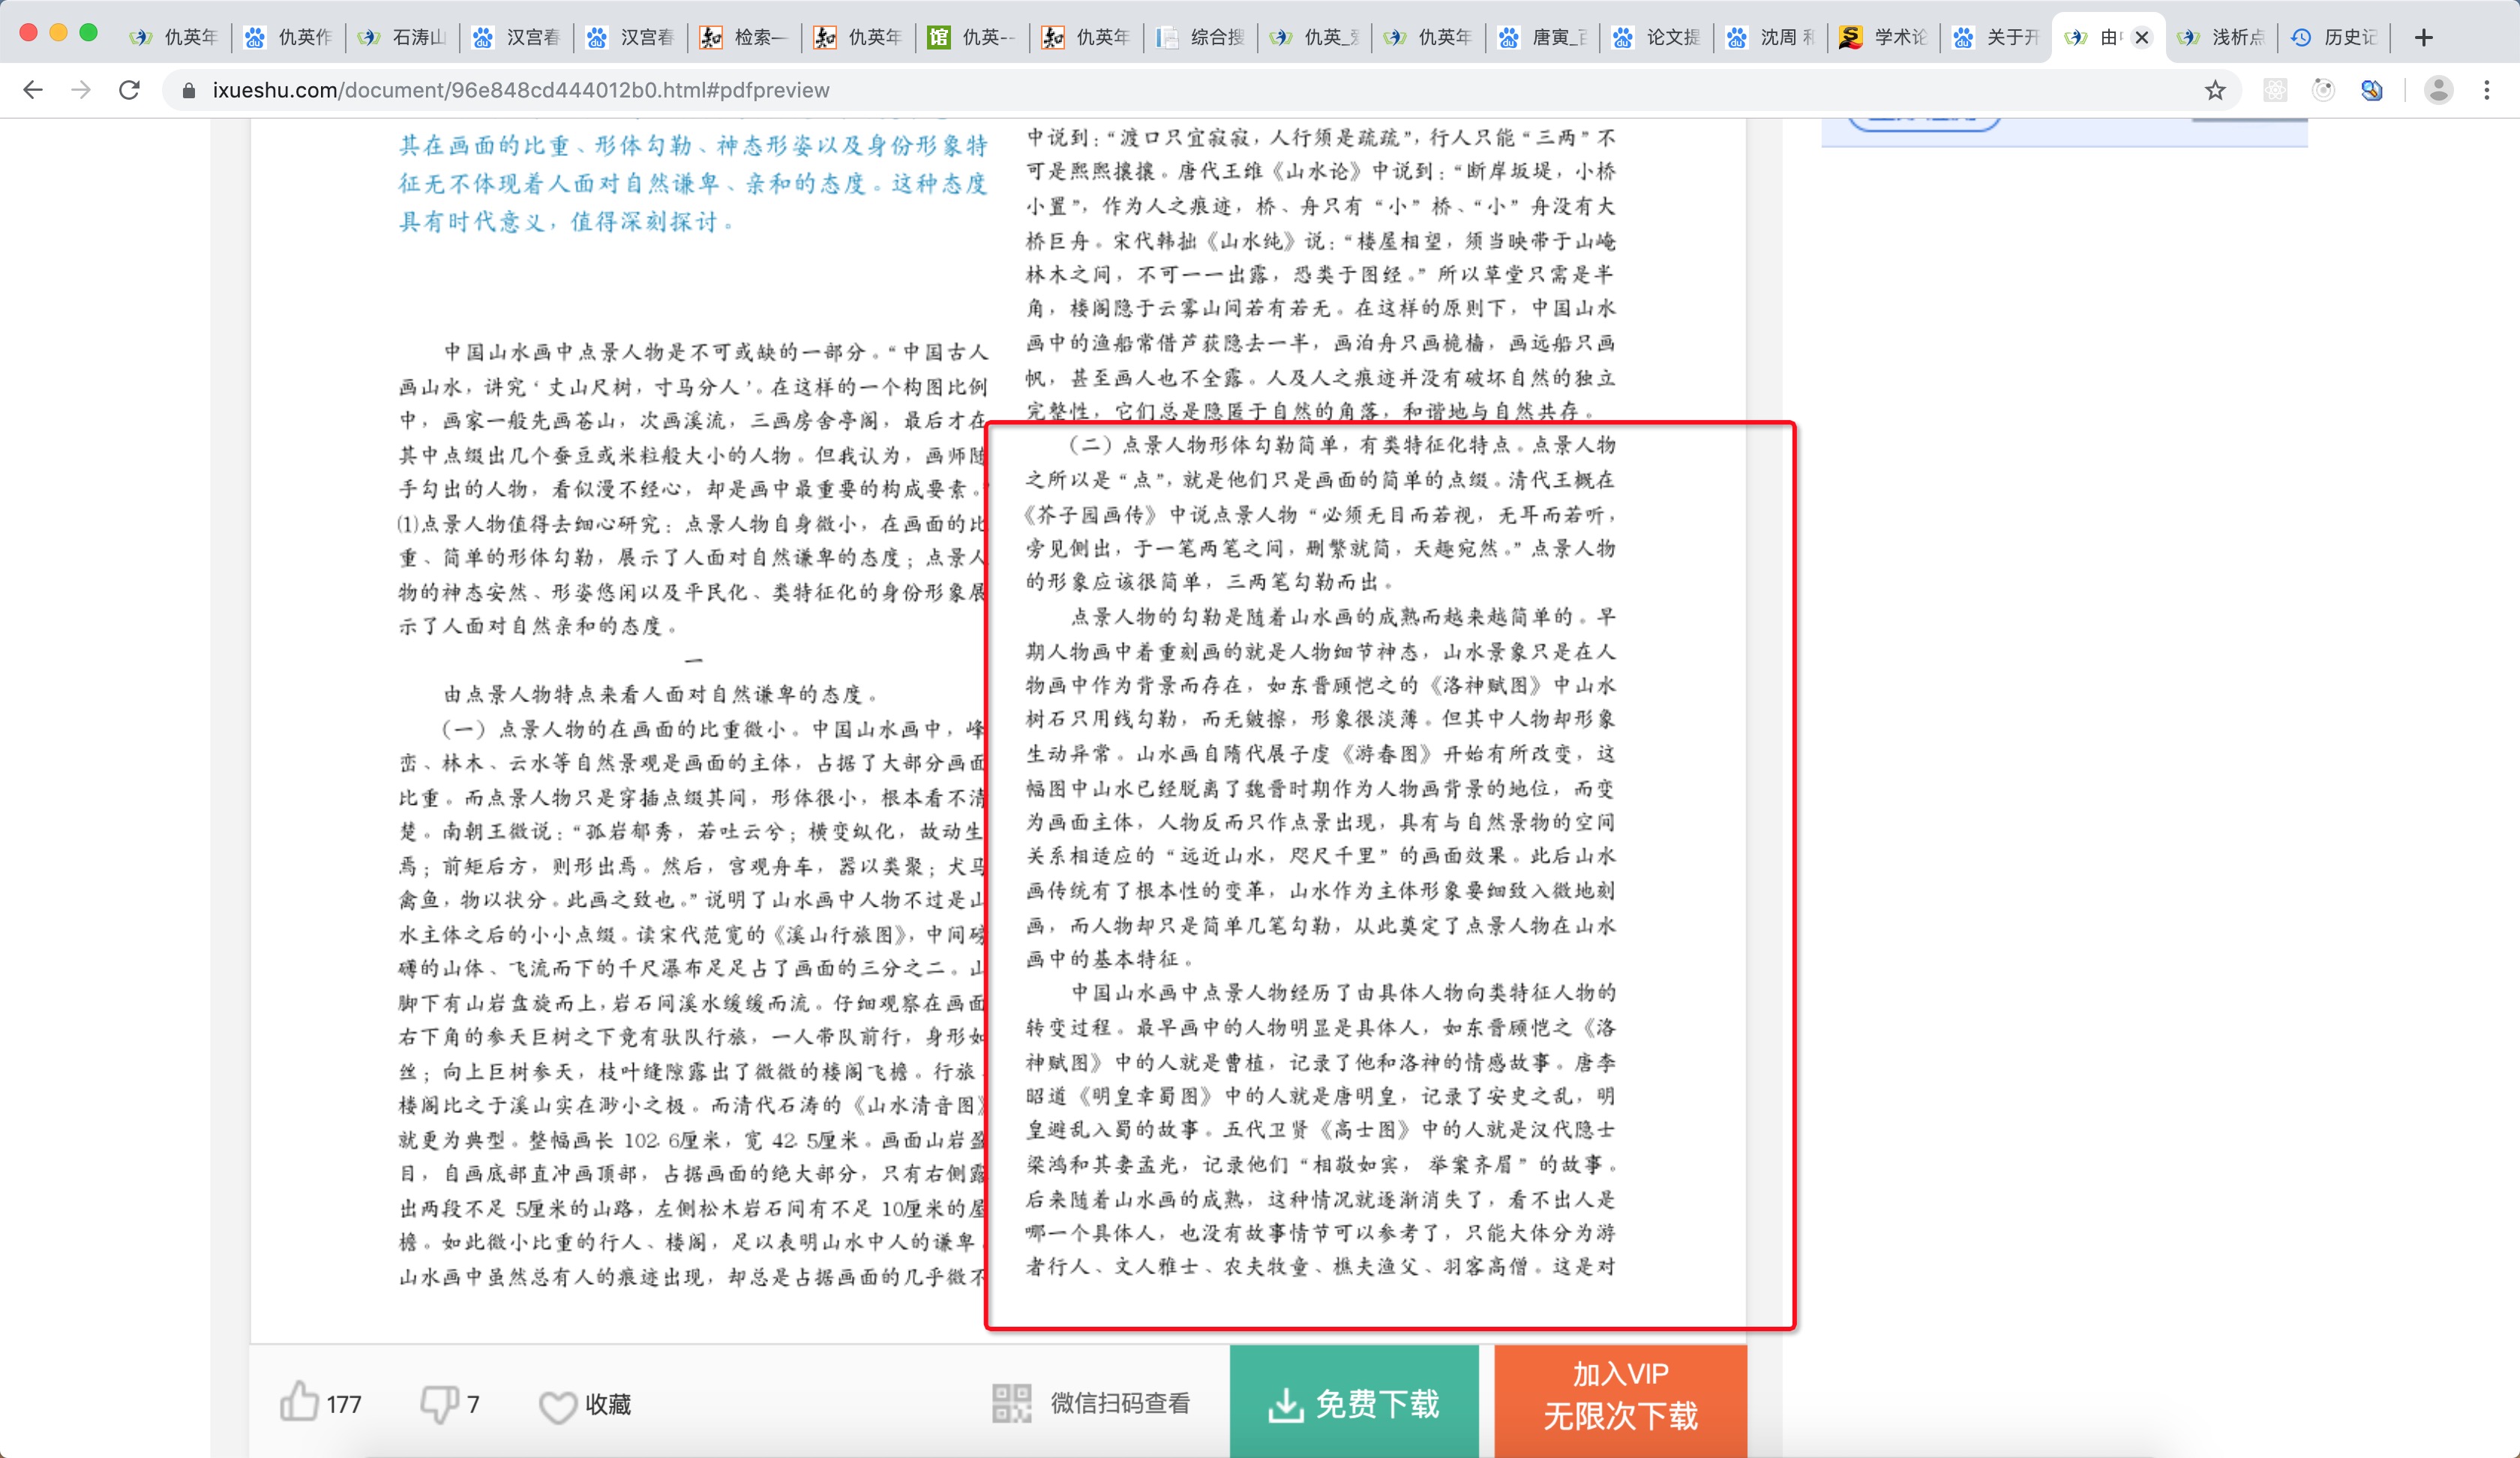 仇英年
仇英作
石涛山
汉宫春
汉宫春
检索—
仇英年
仇英--
仇英年
综合搜
仇英_爱
仇英年
唐寅_百
论文提
沈周 和
学术论
关于开
由中
浅析点
历史记
ixueshu.com/document/96e848cd444012b0.html#pdfpreview
其在画面的比重、形体勾勒、神态形姿以及身份形象特
征无不体现着人面对自然谦卑、亲和的态度。这种态度
具有时代意义，值得深刻探讨。
中国山水画中点景人物是不可或缺的一部分。“中国古人
画山水，讲究‘丈山尺树，寸马分人’。在这样的一个构图比例
中，画家一般先画苍山，次画溪流，三画房舍亭阁，最后才在
其中点缀出几个蚕豆或米粒般大小的人物。但我认为，画师随
手勾出的人物，看似漫不经心，却是画中最重要的构成要素。”
⑴点景人物值得去细心研究：点景人物自身微小，在画面的比
重、简单的形体勾勒，展示了人面对自然谦卑的态度；点景人
物的神态安然、形姿悠闲以及平民化、类特征化的身份形象展
示了人面对自然亲和的态度。
一
由点景人物特点来看人面对自然谦卑的态度。
（一）点景人物的在画面的比重微小。中国山水画中，峰
峦、林木、云水等自然景观是画面的主体，占据了大部分画面
比重。而点景人物只是穿插点缀其间，形体很小，根本看不清
楚。南朝王微说：“孤岩郁秀，若吐云兮；横变纵化，故动生
焉；前矩后方，则形出焉。然后，宫观舟车，器以类聚；犬马
禽鱼，物以状分。此画之致也。”说明了山水画中人物不过是山
水主体之后的小小点缀。读宋代范宽的《溪山行旅图》，中间磅
礴的山体、飞流而下的千尺瀑布足足占了画面的三分之二。山
脚下有山岩盘旋而上，岩石间溪水缓缓而流。仔细观察在画面
右下角的参天巨树之下竟有驮队行旅，一人带队前行，身形如
丝；向上巨树参天，枝叶缝隙露出了微微的楼阁飞檐。行旅、
楼阁比之于溪山实在渺小之极。而清代石涛的《山水清音图》
就更为典型。整幅画长 102.6厘米，宽 42.5厘米。画面山岩盈
目，自画底部直冲画顶部，占据画面的绝大部分，只有右侧露
出两段不足 5厘米的山路，左侧松木岩石间有不足 10厘米的屋
檐。如此微小比重的行人、楼阁，足以表明山水中人的谦卑。
山水画中虽然总有人的痕迹出现，却总是占据画面的几乎微不
中说到：“渡口只宜寂寂，人行须是疏疏”，行人只能“三两”不
可是熙熙攘攘。唐代王维《山水论》中说到：“断岸坂堤，小桥
小置”，作为人之痕迹，桥、舟只有“小”桥、“小”舟没有大
桥巨舟。宋代韩拙《山水纯》说：“楼屋相望，须当映带于山崦
林木之间，不可一一出露，恐类于图经。”所以草堂只需是半
角，楼阁隐于云雾山间若有若无。在这样的原则下，中国山水
画中的渔船常借芦荻隐去一半，画泊舟只画桅樯，画远船只画
帆，甚至画人也不全露。人及人之痕迹并没有破坏自然的独立
完整性，它们总是隐匿于自然的角落，和谐地与自然共存。
（二）点景人物形体勾勒简单，有类特征化特点。点景人物
之所以是“点”，就是他们只是画面的简单的点缀。清代王概在
《芥子园画传》中说点景人物“必须无目而若视，无耳而若听，
旁见侧出，于一笔两笔之间，删繁就简，天趣宛然。”点景人物
的形象应该很简单，三两笔勾勒而出。
点景人物的勾勒是随着山水画的成熟而越来越简单的。早
期人物画中着重刻画的就是人物细节神态，山水景象只是在人
物画中作为背景而存在，如东晋顾恺之的《洛神赋图》中山水
树石只用线勾勒，而无皴擦，形象很淡薄。但其中人物却形象
生动异常。山水画自隋代展子虔《游春图》开始有所改变，这
幅图中山水已经脱离了魏晋时期作为人物画背景的地位，而变
为画面主体，人物反而只作点景出现，具有与自然景物的空间
关系相适应的“远近山水，咫尺千里”的画面效果。此后山水
画传统有了根本性的变革，山水作为主体形象要细致入微地刻
画，而人物却只是简单几笔勾勒，从此奠定了点景人物在山水
画中的基本特征。
中国山水画中点景人物经历了由具体人物向类特征人物的
转变过程。最早画中的人物明显是具体人，如东晋顾恺之《洛
神赋图》中的人就是曹植，记录了他和洛神的情感故事。唐李
昭道《明皇幸蜀图》中的人就是唐明皇，记录了安史之乱，明
皇避乱入蜀的故事。五代卫贤《高士图》中的人就是汉代隐士
梁鸿和其妻孟光，记录他们“相敬如宾，举案齐眉”的故事。
后来随着山水画的成熟，这种情况就逐渐消失了，看不出人是
哪一个具体人，也没有故事情节可以参考了，只能大体分为游
者行人、文人雅士、农夫牧童、樵夫渔父、羽客高僧。这是对
177
7
收藏
微信扫码查看
免费下载
加入VIP
无限次下载